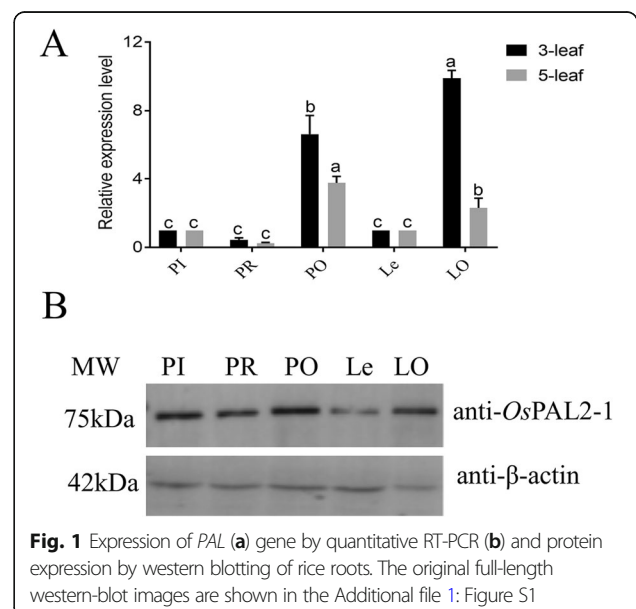 A
Relative expression level
12
8
4
0
c c c c b a c c a b
PI PR PO Le LO
3-leaf
5-leaf
B
MW PI PR PO Le LO
75kDa anti-OsPAL2-1
42kDa anti-β-actin
Fig. 1 Expression of PAL (a) gene by quantitative RT-PCR (b) and protein
expression by western blotting of rice roots. The original full-length
western-blot images are shown in the Additional file 1: Figure S1